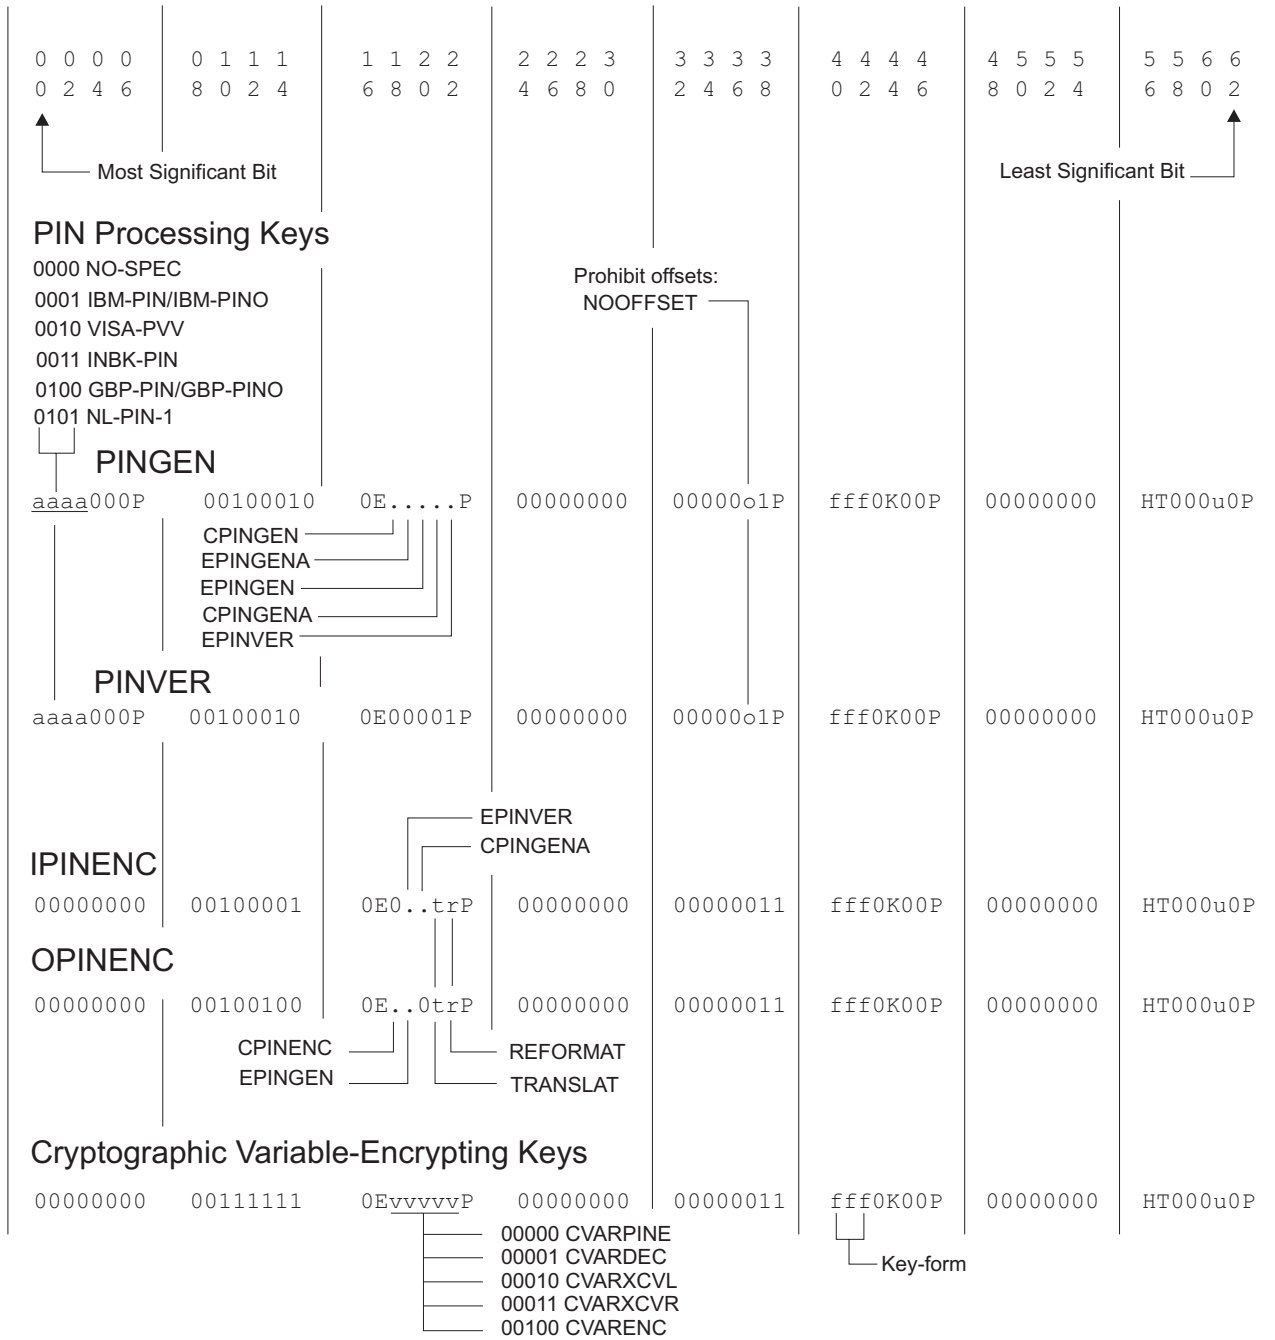 0 0 0 0 0 1 1 1 1 1 2 2 2 2 2 3 3 3 3 3 4 4 4 4 4 5 5 5 5 5 6 6
0 2 4 6 8 0 2 4 6 8 0 2 4 6 8 0 2 4 6 8 0 2 4 6 8 0 2 4 6 8 0 2
Most Significant Bit Least Significant Bit
PIN Processing Keys
0000 NO-SPEC
0001 IBM-PIN/IBM-PINO
0010 VISA-PVV
0011 INBK-PIN
0100 GBP-PIN/GBP-PINO
0101 NL-PIN-1
Prohibit offsets:
NOOFFSET
PINGEN
aaaa000P 00100010 0E.....P 00000000 00000o1P fff0K00P 00000000 HT000u0P
CPINGEN
EPINGENA
EPINGEN
CPINGENA
EPINVER
PINVER
aaaa000P 00100010 0E00001P 00000000 00000o1P fff0K00P 00000000 HT000u0P
EPINVER
CPINGENA
IPINENC
00000000 00100001 0E0..trP 00000000 00000011 fff0K00P 00000000 HT000u0P
OPINENC
00000000 00100100 0E..0trP 00000000 00000011 fff0K00P 00000000 HT000u0P
CPINENC REFORMAT
EPINGEN TRANSLAT
Cryptographic Variable-Encrypting Keys
00000000 00111111 0EvvvvvP 00000000 00000011 fff0K00P 00000000 HT000u0P
00000 CVARPINE
00001 CVARDEC
00010 CVARXCVL
00011 CVARXCVR
00100 CVARENC
Key-form